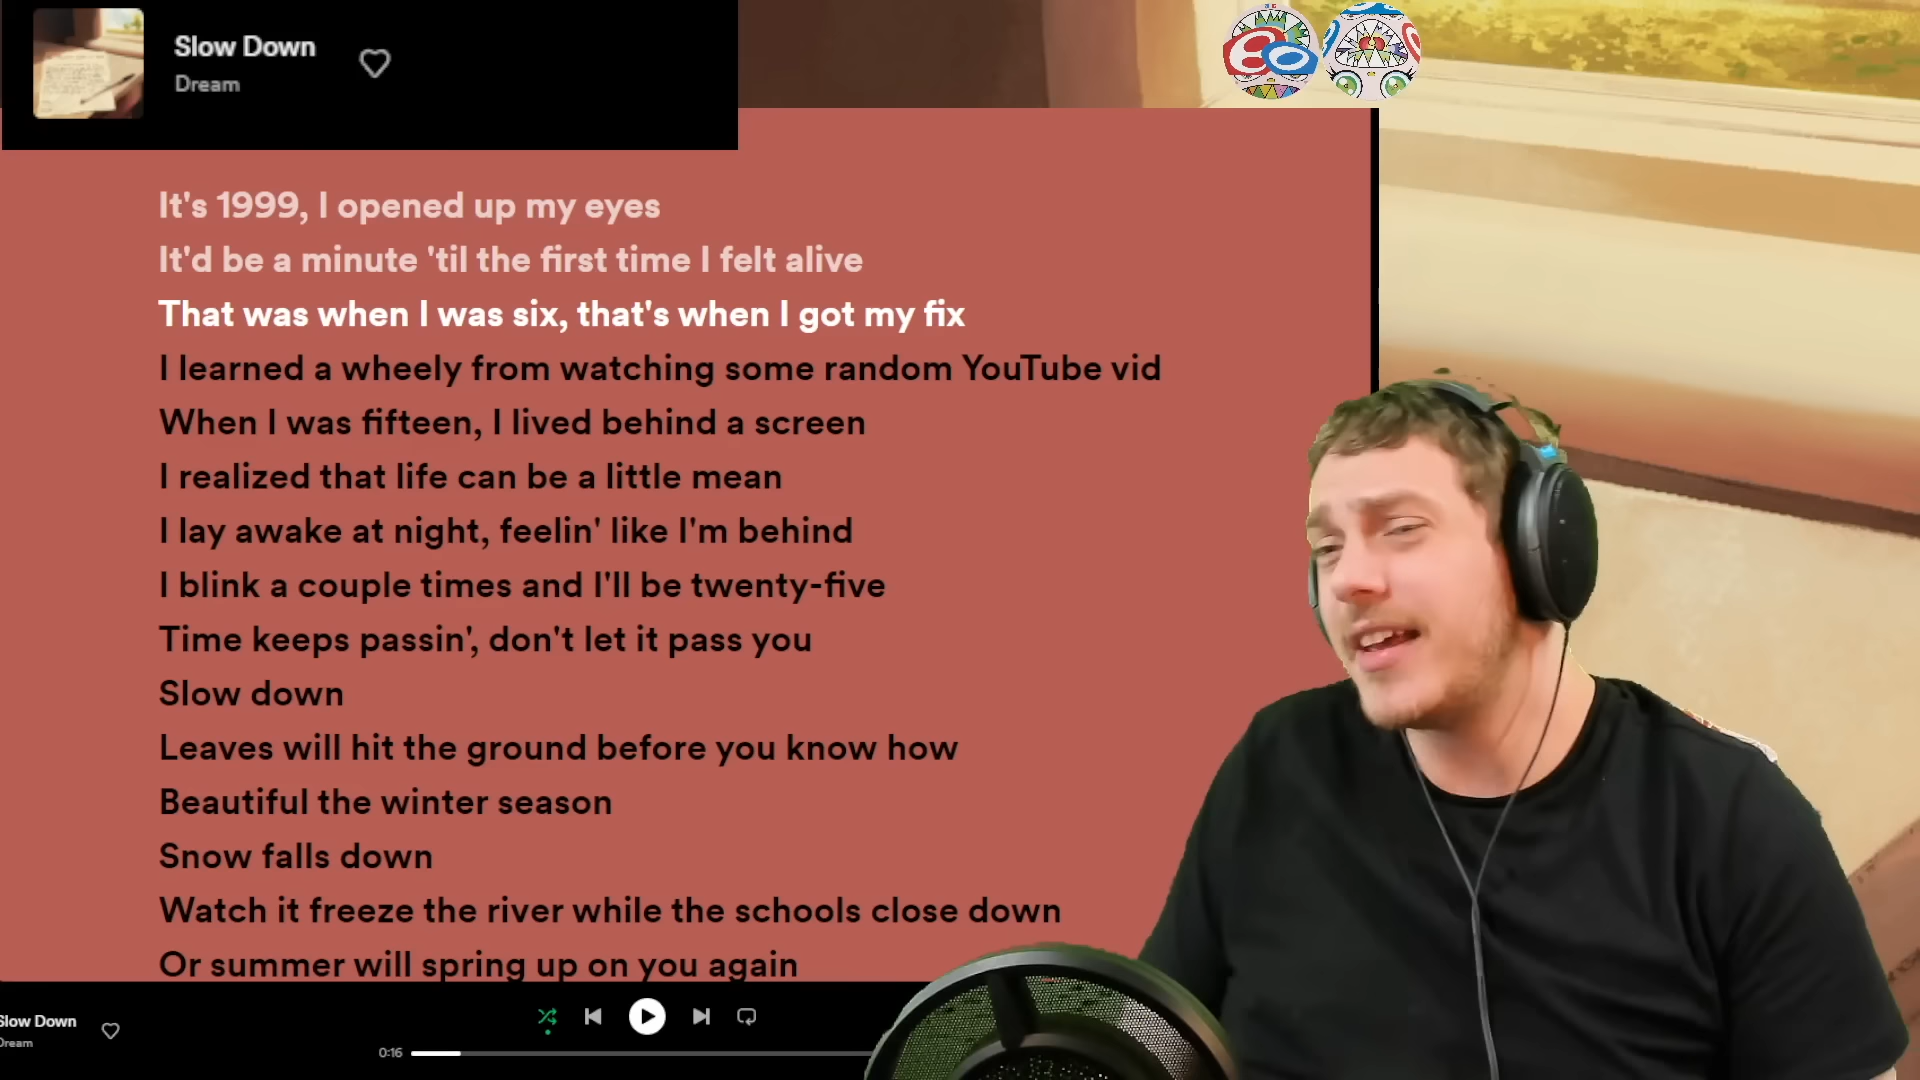 Slow Down
Dream
It's 1999, I opened up my eyes
It'd be a minute 'til the first time I felt alive
That was when I was six, that's when I got my fix
I learned a wheely from watching some random YouTube vid
When I was fifteen, I lived behind a screen
I realized that life can be a little mean
I lay awake at night, feelin' like I'm behind
I blink a couple times and I'll be twenty-five
Time keeps passin', don't let it pass you
Slow down
Leaves will hit the ground before you know how
Beautiful the winter season
Snow falls down
Watch it freeze the river while the schools close down
Or summer will spring up on you again
Slow Down
Dream
0:16